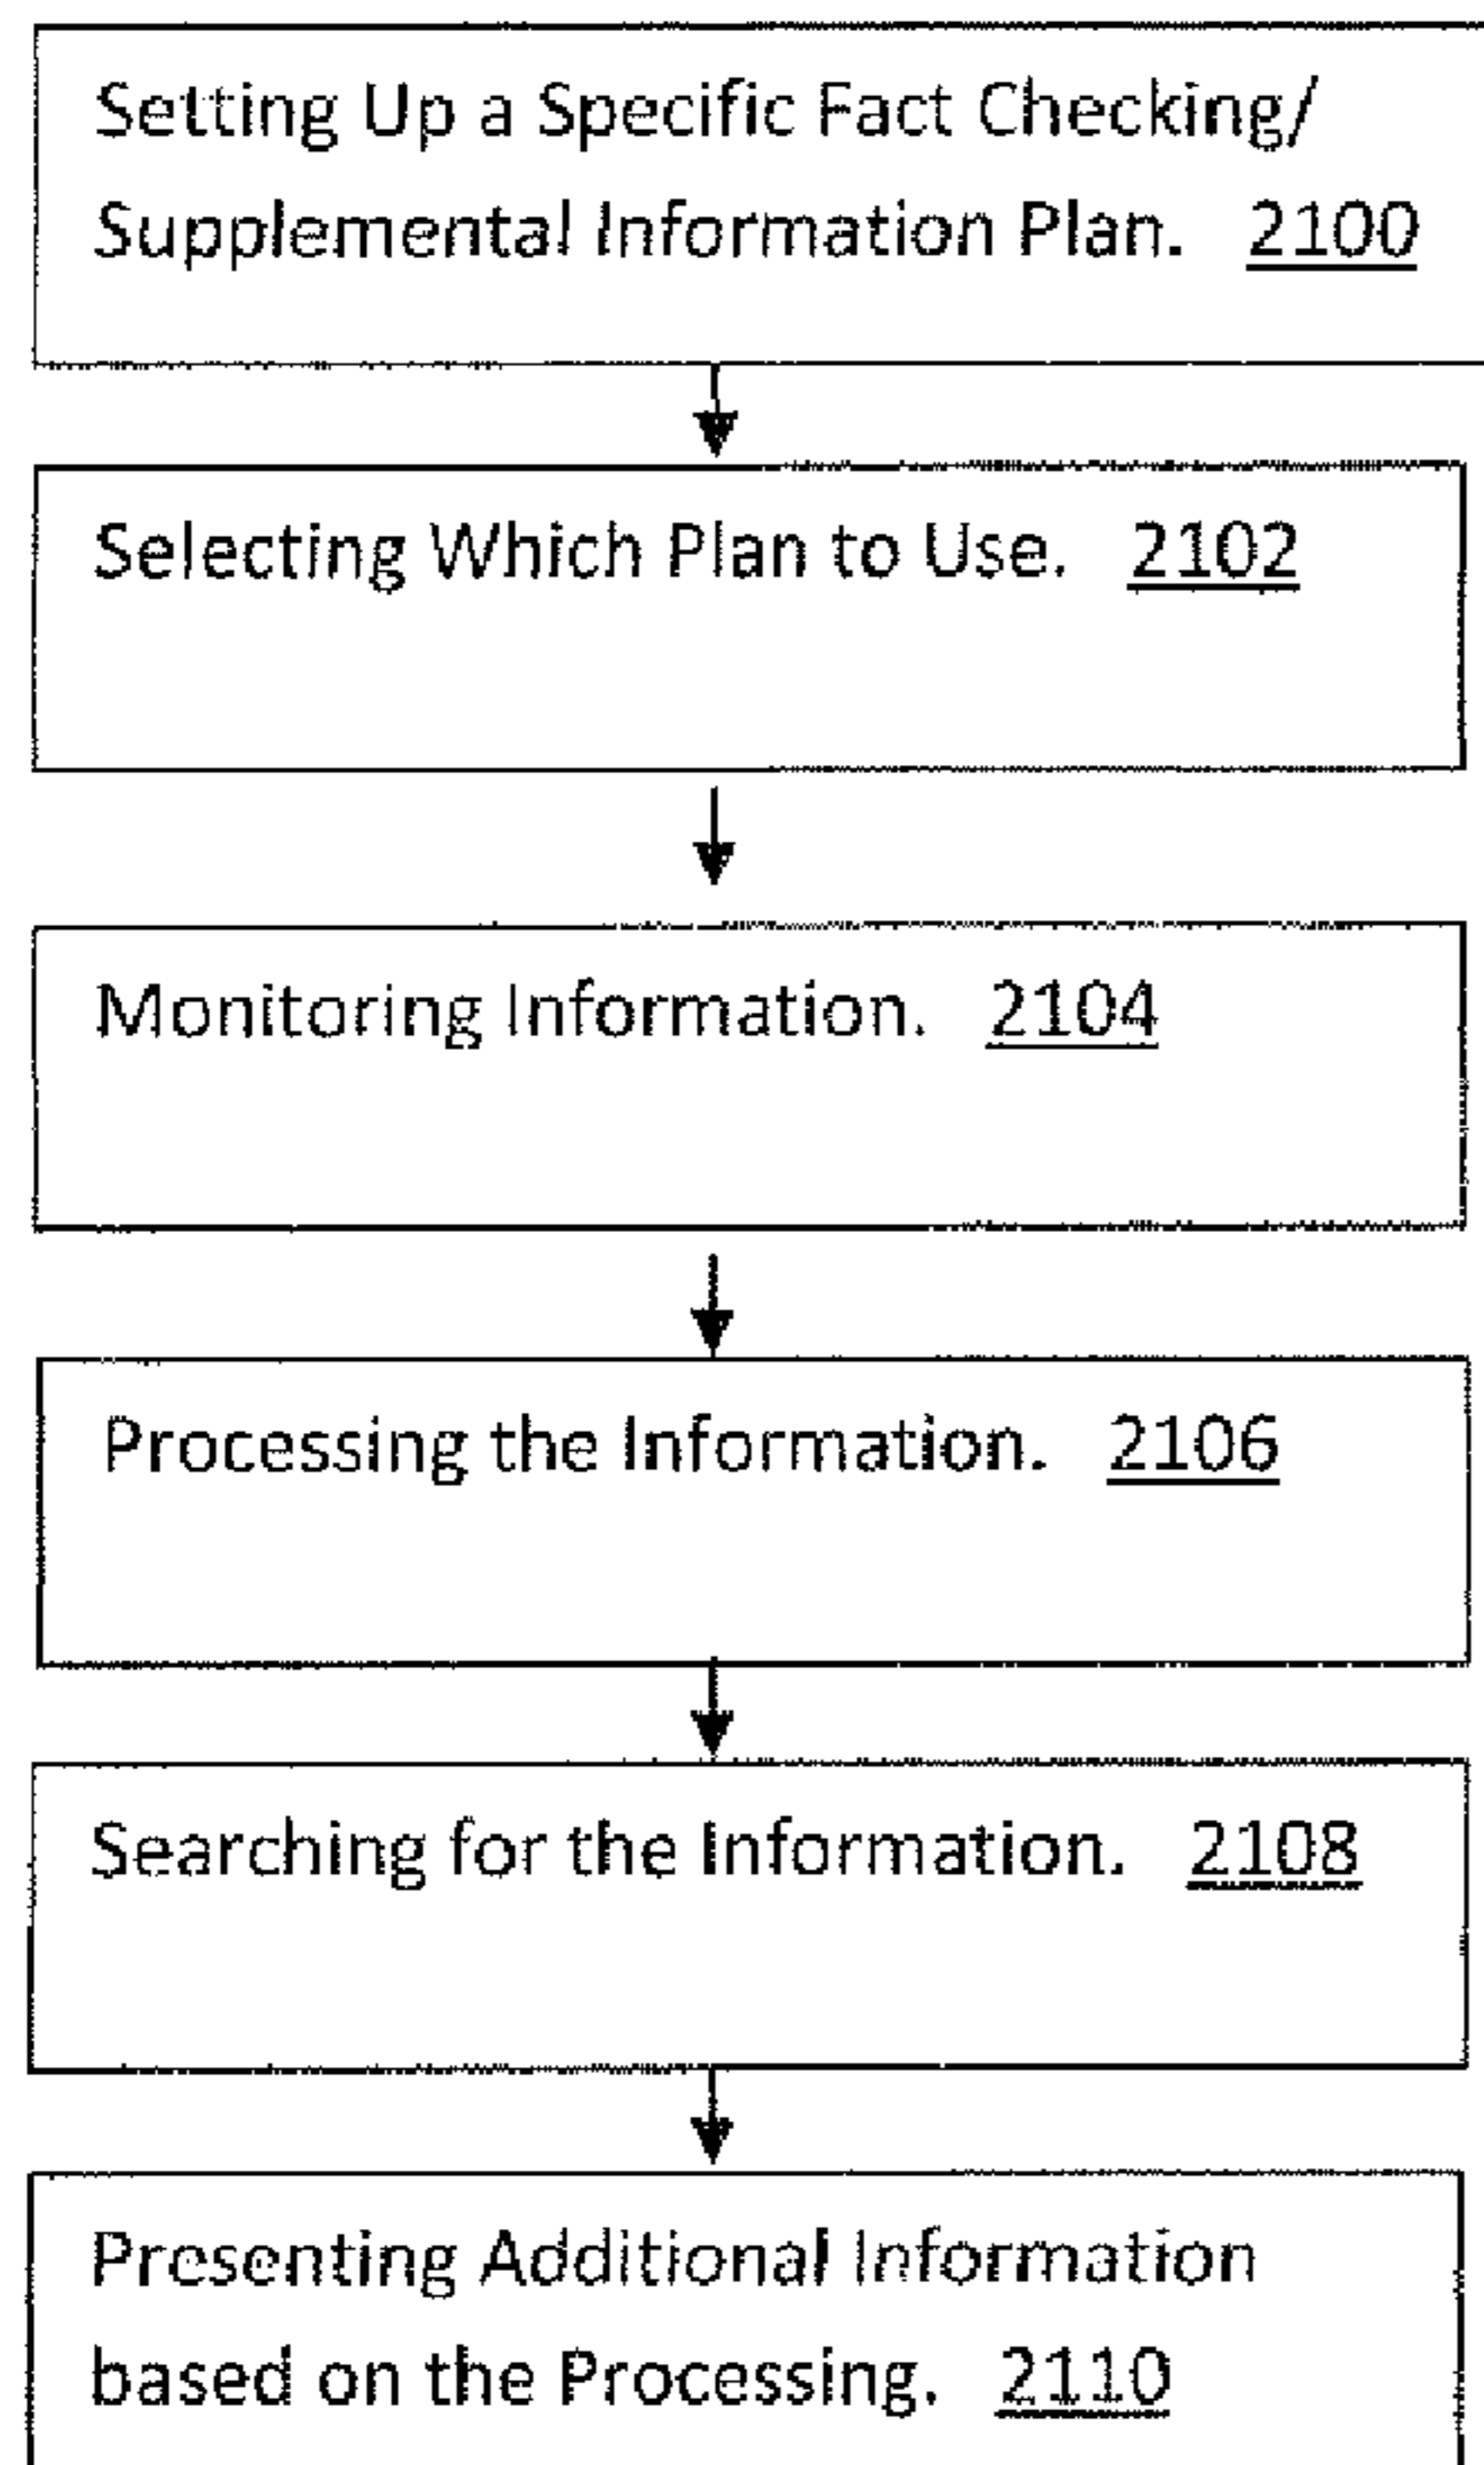 Setting Up a Specific Fact Checking/
Supplemental Information Plan. 2100
Selecting Which Plan to Use. 2102
Monitoring Information. 2104
Processing the Information. 2106
Searching for the Information. 2108
Presenting Additional Information
based on the Processing. 2110